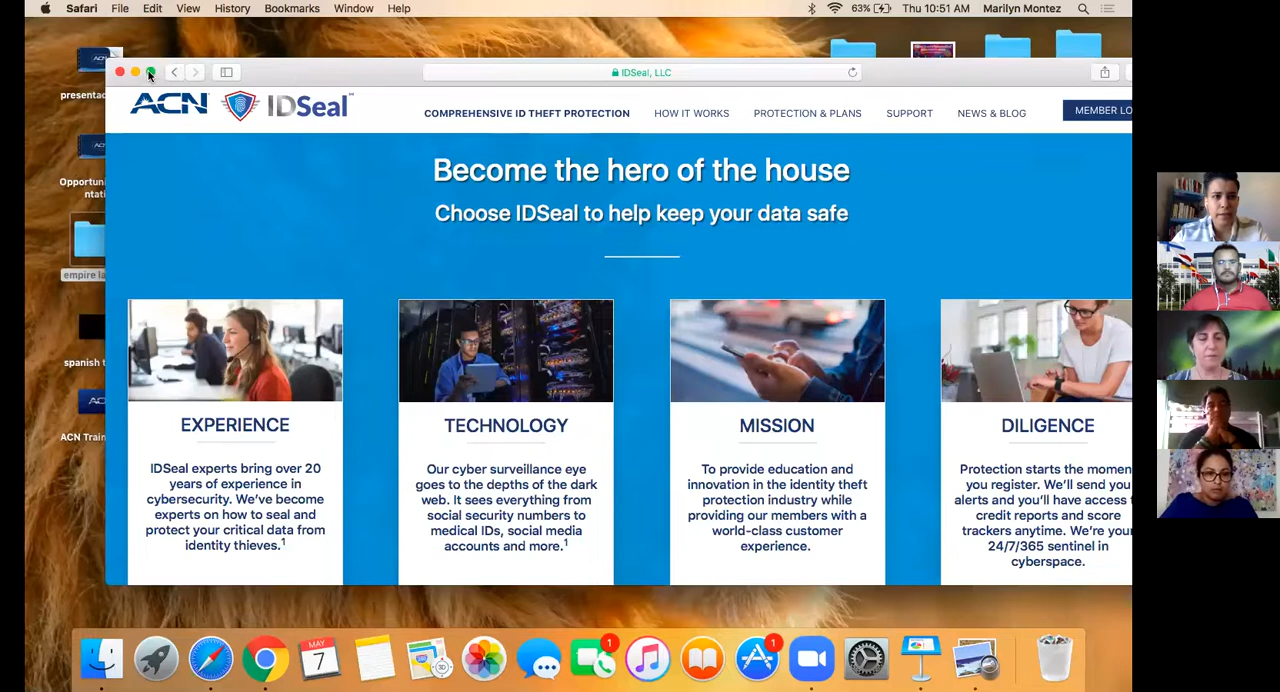 Safari File Edit View History Bookmarks Window Help 63% Thu 10:51 AM Marilyn Montez
ACN
presentac
Opportuni
ntati
empire la
spanish t
AC
ACN Train
IDSeal, LLC
ACN IDSeal
COMPREHENSIVE ID THEFT PROTECTION HOW IT WORKS PROTECTION & PLANS SUPPORT NEWS & BLOG MEMBER LO
Become the hero of the house
Choose IDSeal to help keep your data safe
EXPERIENCE
IDSeal experts bring over 20
years of experience in
cybersecurity. We've become
experts on how to seal and
protect your critical data from
identity thieves.1
TECHNOLOGY
Our cyber surveillance eye
goes to the depths of the dark
web. It sees everything from
social security numbers to
medical IDs, social media
accounts and more.1
MISSION
To provide education and
innovation in the identity theft
protection industry while
providing our members with a
world-class customer
experience.
DILIGENCE
Protection starts the momen
you register. We'll send you
alerts and you'll have access
credit reports and score
trackers anytime. We're your
24/7/365 sentinel in
cyberspace.
MAY
7
3D
1
1